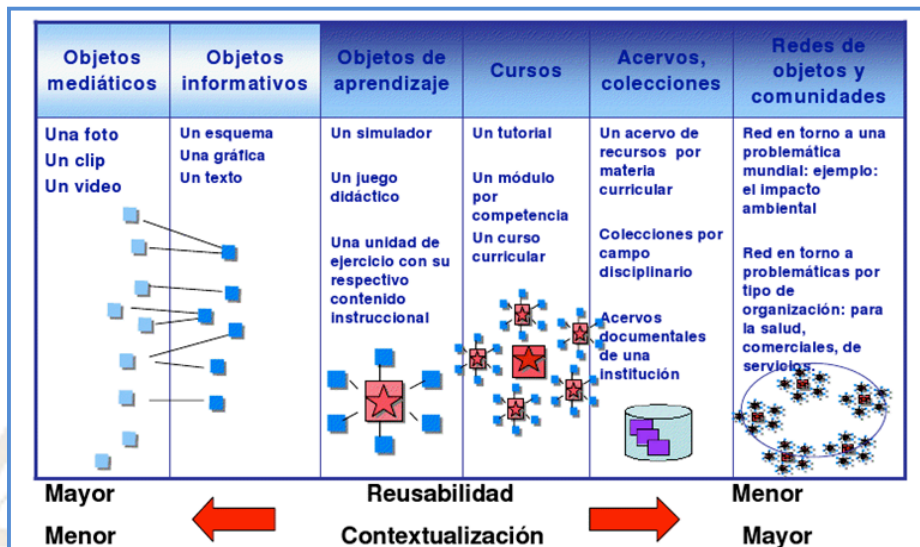 Objetos
mediáticos
Objetos
informativos
Objetos de
aprendizaje
Cursos
Acervos,
colecciones
Redes de
objetos y
comunidades
Una foto
Un clip
Un video
Un esquema
Una gráfica
Un texto
Un simulador
Un juego
didáctico
Una unidad de
ejercicio con su
respectivo
contenido
instruccional
Un tutorial
Un módulo
por
competencia
Un curso
curricular
Un acervo de
recursos por
materia
curricular
Colecciones por
campo
disciplinario
Acervos
documentales
de una
institución
Red en torno a una
problemática
mundial: ejemplo:
el impacto
ambiental
Red en torno a
problemáticas por
tipo de
organización: para
la salud,
comerciales, de
servicios.
Mayor Reusabilidad Menor
Menor Contextualización Mayor